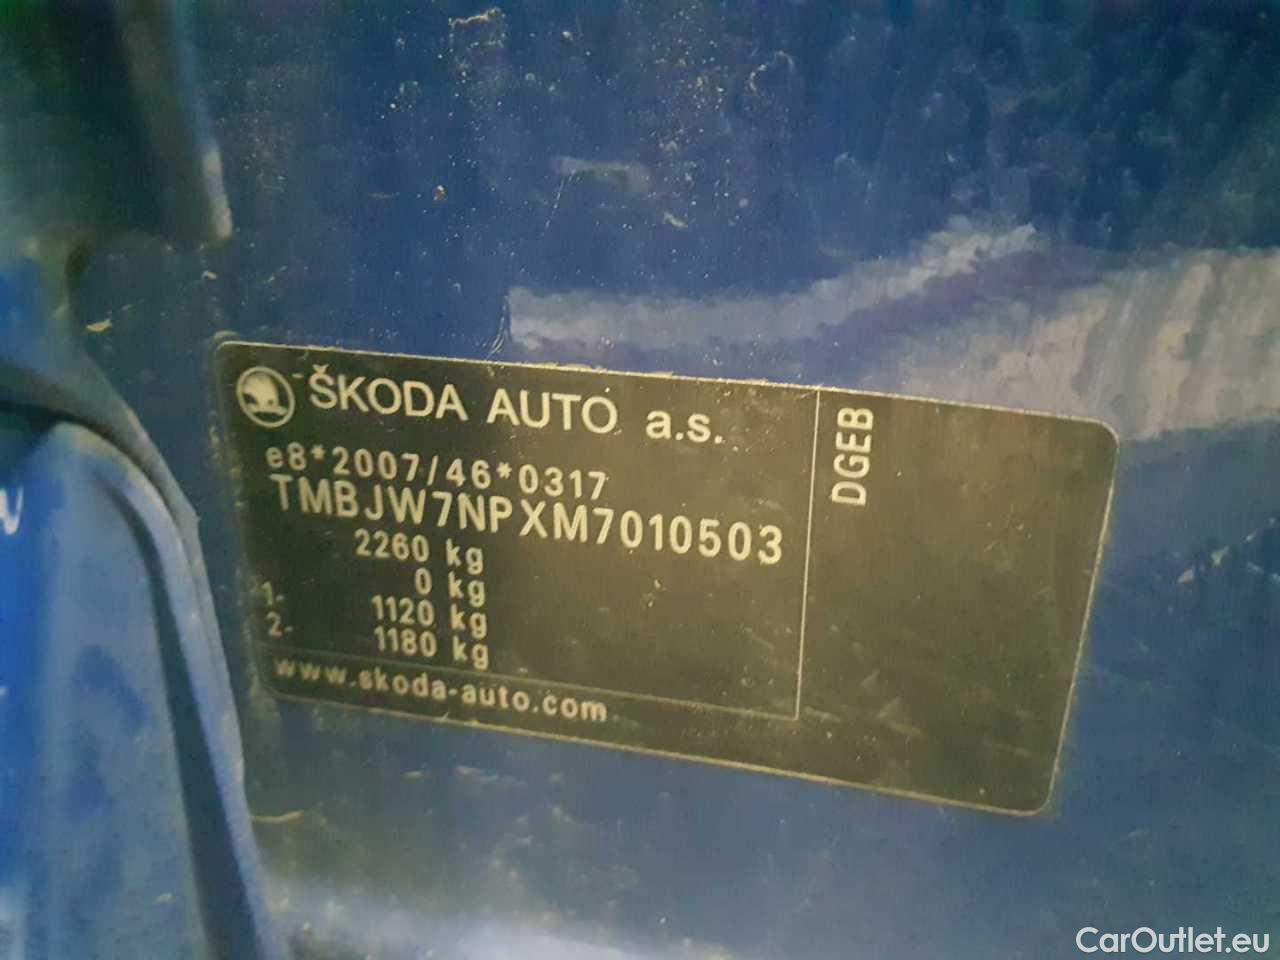 ŠKODA AUTO a.s.
e8*2007/46*0317
TMBJW7NPXM7010503
2260 kg
0 kg
1- 1120 kg
2- 1180 kg
www.skoda-auto.com
DGEB
CarOutlet.eu